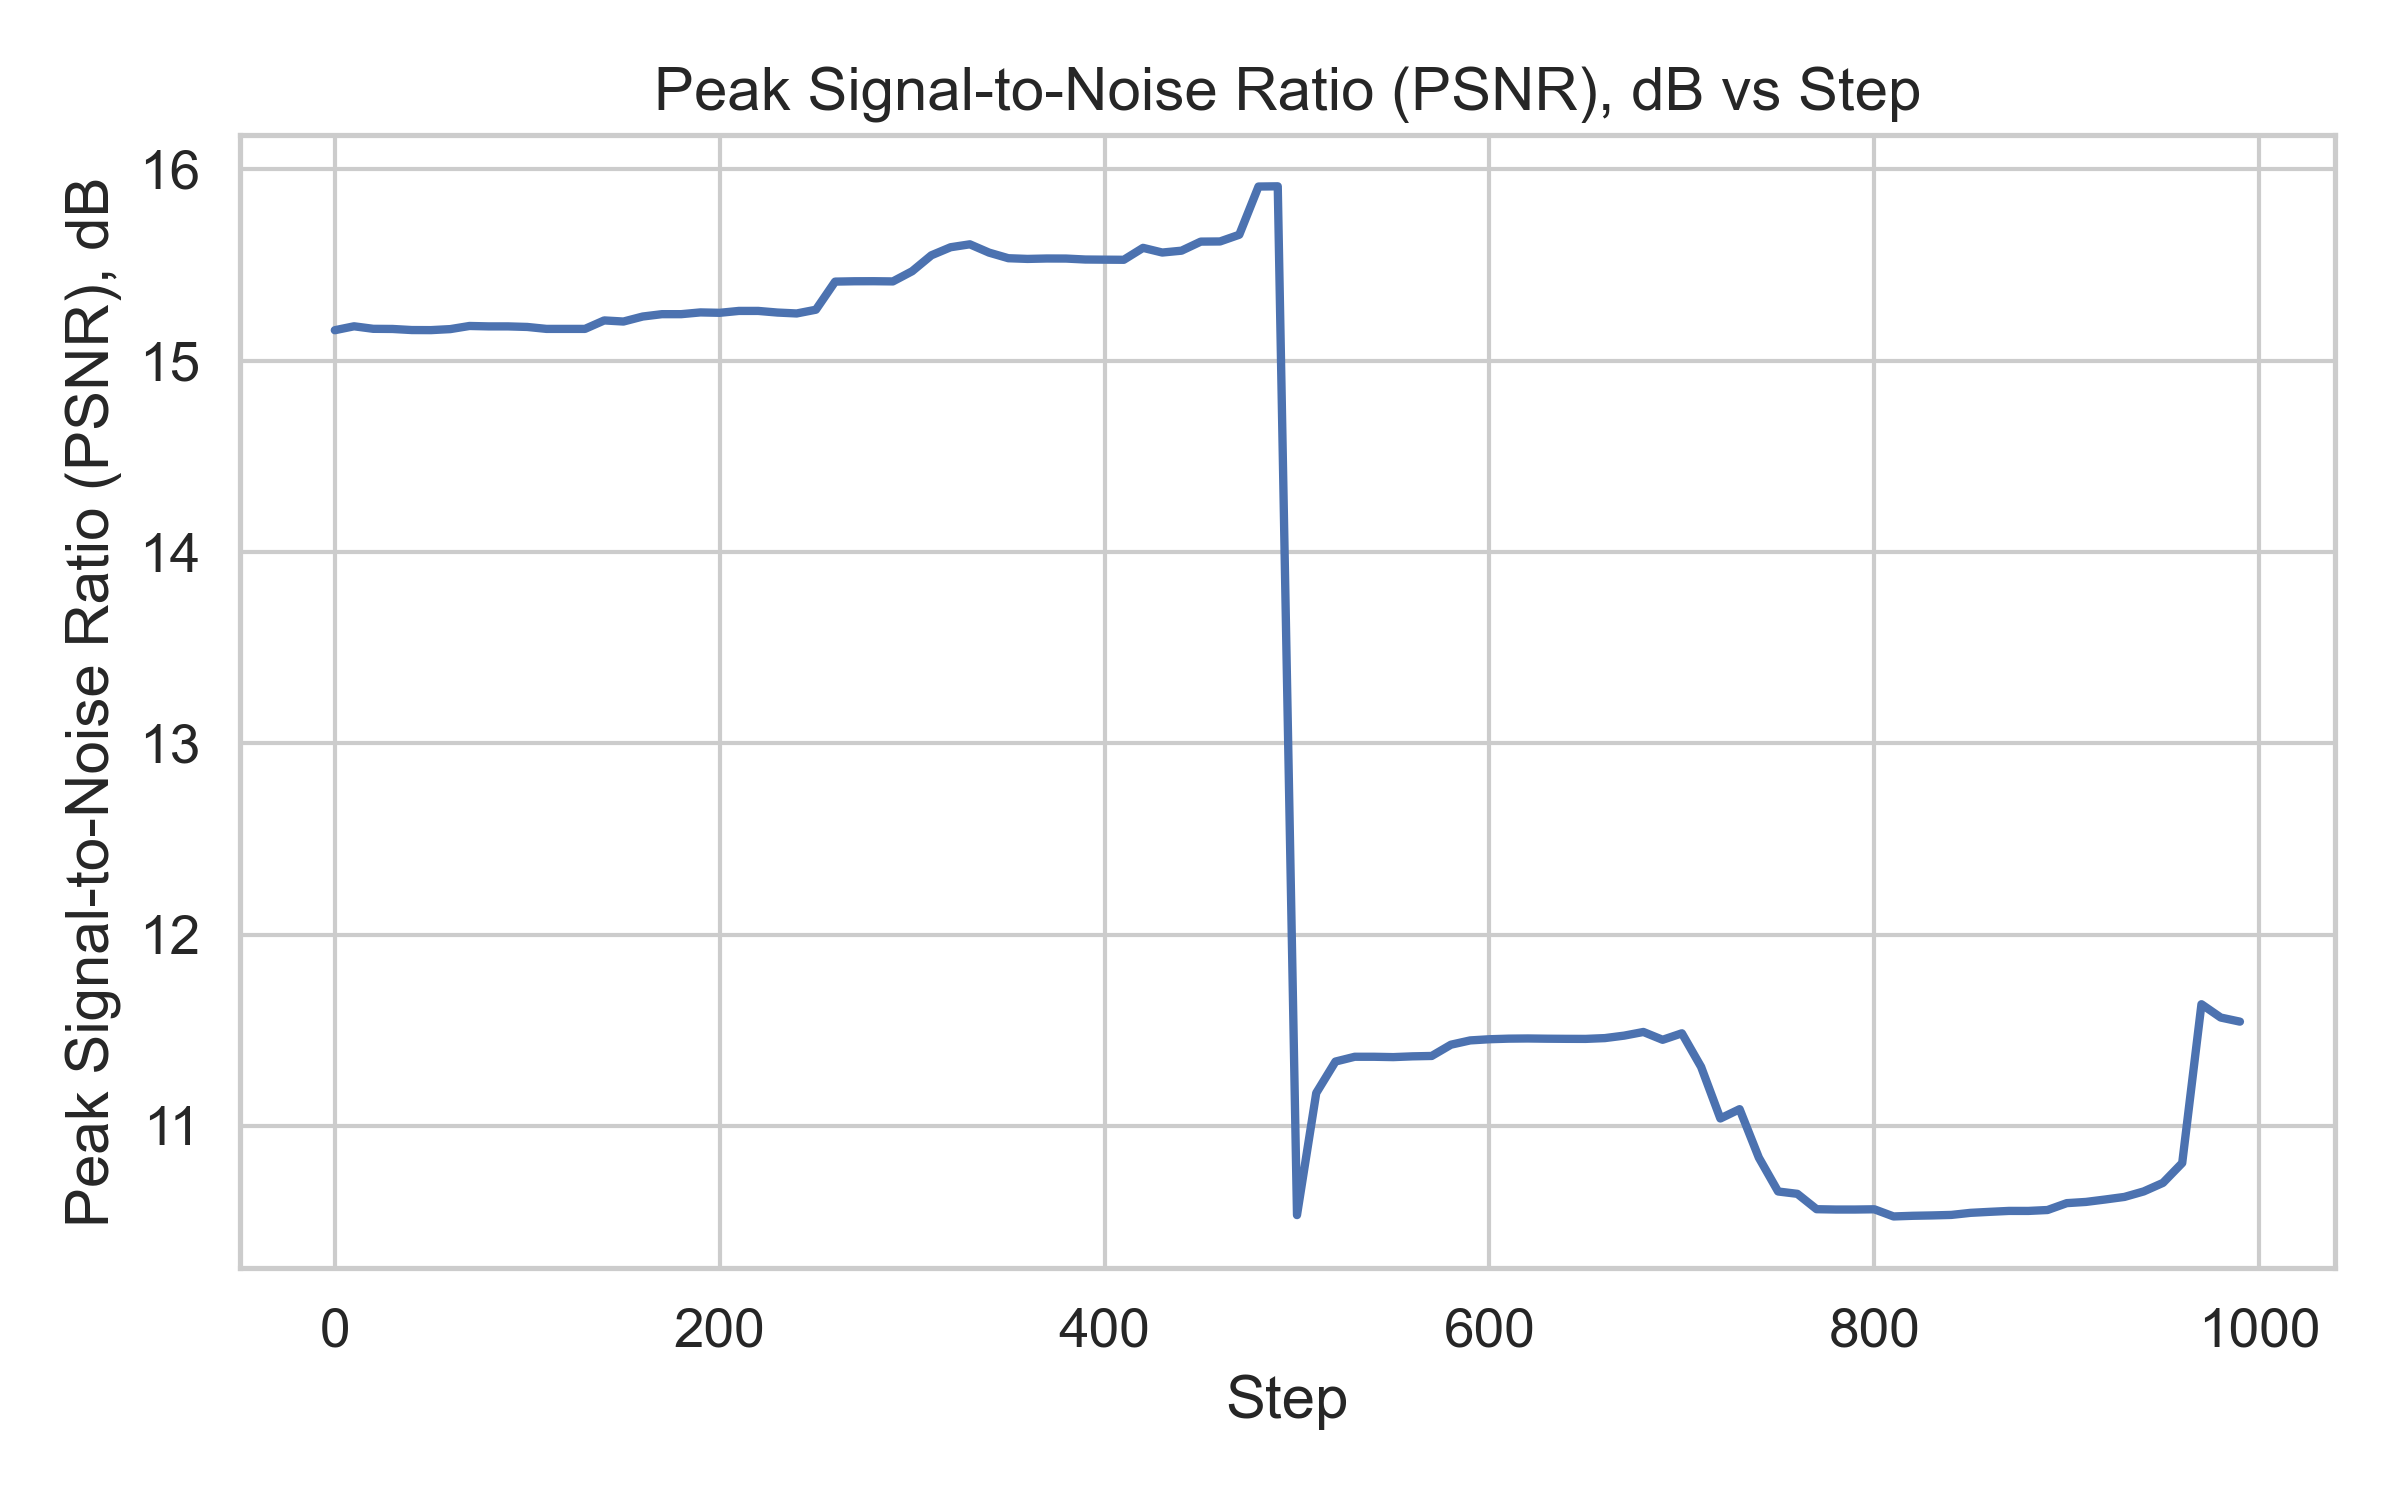 Peak Signal-to-Noise Ratio (PSNR), dB vs Step
Peak Signal-to-Noise Ratio (PSNR), dB
16
15
14
13
12
11
0 200 400 600 800 1000
Step